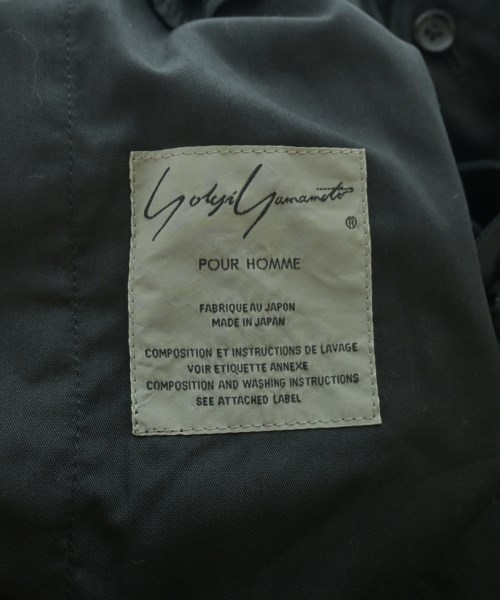 Yohji Yamamoto
®
POUR HOMME
FABRIQUE AU JAPON
MADE IN JAPAN
COMPOSITION ET INSTRUCTIONS DE LAVAGE
VOIR ETIQUETTE ANNEXE
COMPOSITION AND WASHING INSTRUCTIONS
SEE ATTACHED LABEL